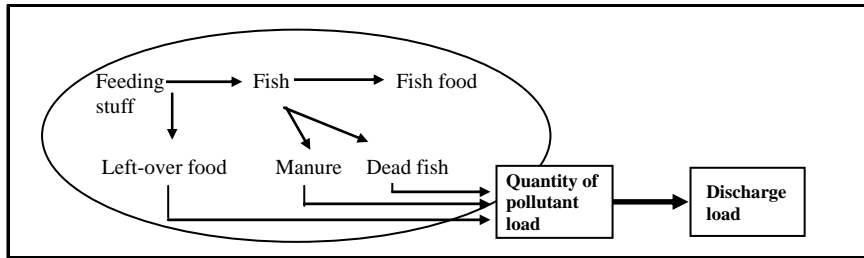 Feeding
stuff
Fish
Fish food
Left-over food
Manure
Dead fish
Quantity of
pollutant
load
Discharge
load